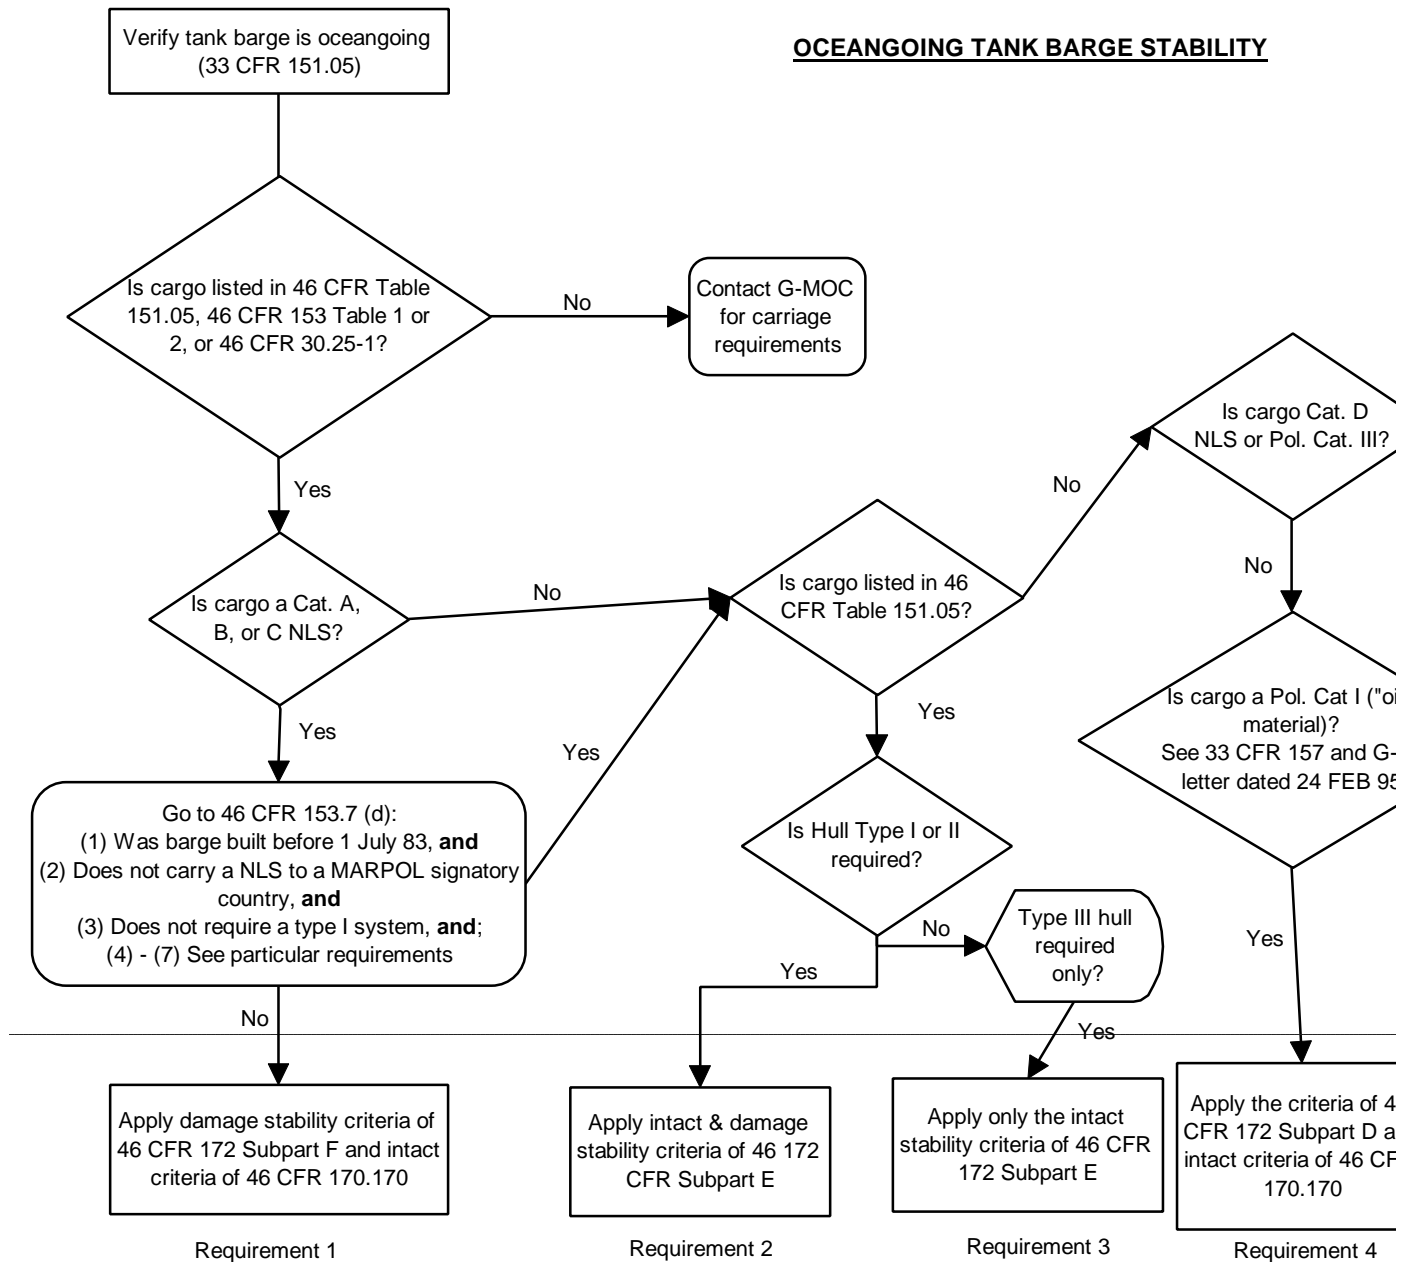 OCEANGOING TANK BARGE STABILITY
Verify tank barge is oceangoing
(33 CFR 151.05)
Is cargo listed in 46 CFR Table
151.05, 46 CFR 153 Table 1 or
2, or 46 CFR 30.25-1?
No
Contact G-MOC
for carriage
requirements
Yes
Is cargo a Cat. A,
B, or C NLS?
No
Yes
Go to 46 CFR 153.7 (d):
(1) Was barge built before 1 July 83, and
(2) Does not carry a NLS to a MARPOL signatory
country, and
(3) Does not require a type I system, and;
(4) - (7) See particular requirements
Yes
No
Is cargo listed in 46
CFR Table 151.05?
No
Yes
Is Hull Type I or II
required?
No
Yes
Type III hull
required
only?
Yes
Is cargo Cat. D
NLS or Pol. Cat. III?
No
Is cargo a Pol. Cat I ("oi
material)?
See 33 CFR 157 and G-
letter dated 24 FEB 95
Yes
Apply damage stability criteria of
46 CFR 172 Subpart F and intact
criteria of 46 CFR 170.170
Requirement 1
Apply intact & damage
stability criteria of 46 172
CFR Subpart E
Requirement 2
Apply only the intact
stability criteria of 46 CFR
172 Subpart E
Requirement 3
Apply the criteria of 4
CFR 172 Subpart D a
intact criteria of 46 CF
170.170
Requirement 4